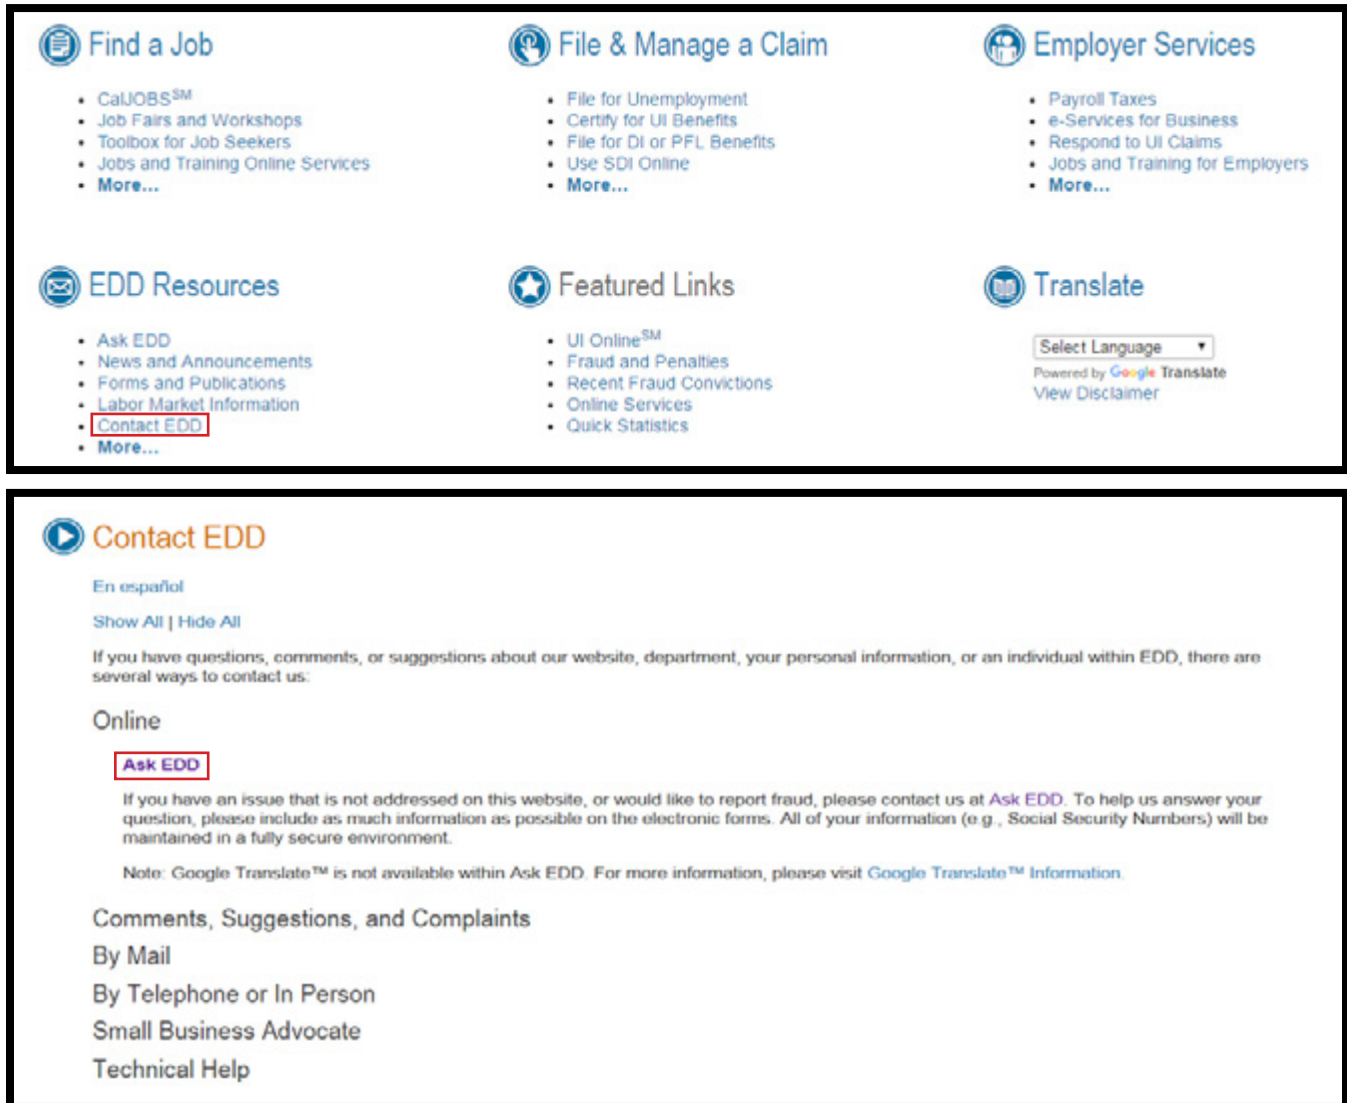 Find a Job
CalJOBS℠
Job Fairs and Workshops
Toolbox for Job Seekers
Jobs and Training Online Services
More...
File & Manage a Claim
File for Unemployment
Certify for UI Benefits
File for DI or PFL Benefits
Use SDI Online
More...
Employer Services
Payroll Taxes
e-Services for Business
Respond to UI Claims
Jobs and Training for Employers
More...
EDD Resources
Ask EDD
News and Announcements
Forms and Publications
Labor Market Information
Contact EDD
More...
Featured Links
UI Online℠
Fraud and Penalties
Recent Fraud Convictions
Online Services
Quick Statistics
Translate
Select Language
Powered by Google Translate
View Disclaimer
Contact EDD
En español
Show All | Hide All
If you have questions, comments, or suggestions about our website, department, your personal information, or an individual within EDD, there are
several ways to contact us:
Online
Ask EDD
If you have an issue that is not addressed on this website, or would like to report fraud, please contact us at Ask EDD. To help us answer your
question, please include as much information as possible on the electronic forms. All of your information (e.g., Social Security Numbers) will be
maintained in a fully secure environment.
Note: Google Translate™ is not available within Ask EDD. For more information, please visit Google Translate™ Information.
Comments, Suggestions, and Complaints
By Mail
By Telephone or In Person
Small Business Advocate
Technical Help